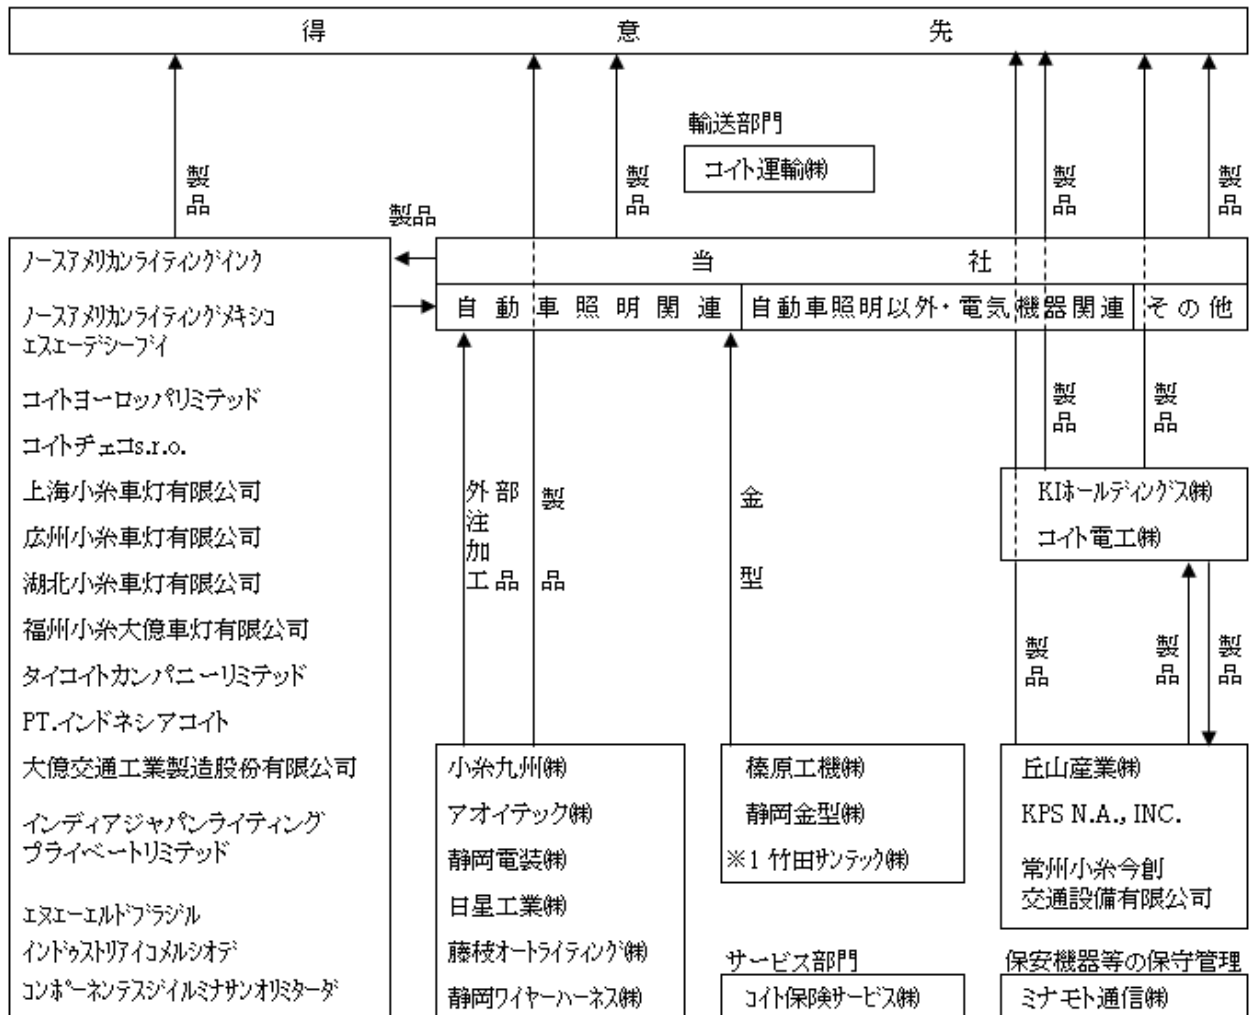 得意先
輸送部門
コイト運輸㈱
製品
製品
製品
製品
製品
当社
自動車照明関連
自動車照明以外・電気機器関連
その他
ノースアメリカンライティングインク
ノースアメリカンライティングメキシコ
エスエーデシーブイ
コイトヨーロッパリミテッド
コイトチェコs.r.o.
上海小糸車灯有限公司
広州小糸車灯有限公司
湖北小糸車灯有限公司
福州小糸大億車灯有限公司
タイコイトカンパニーリミテッド
PT.インドネシアコイト
大億交通工業製造股份有限公司
インディアジャパンライティング
プライベートリミテッド
エヌエーエルドブラジル
インドゥストリアイコメルシオデ
コンポーネンテスジイルミナサンオリミターダ
外注加工
部品
製品
金型
製品
製品
KIホールディングス㈱
コイト電工㈱
製品
製品
製品
小糸九州㈱
アオイテック㈱
静岡電装㈱
日星工業㈱
藤枝オートライティング㈱
静岡ワイヤーハーネス㈱
榛原工機㈱
静岡金型㈱
※1 竹田サンテック㈱
サービス部門
コイト保険サービス㈱
丘山産業㈱
KPS N.A., INC.
常州小糸今創
交通設備有限公司
保安機器等の保守管理
ミナモト通信㈱